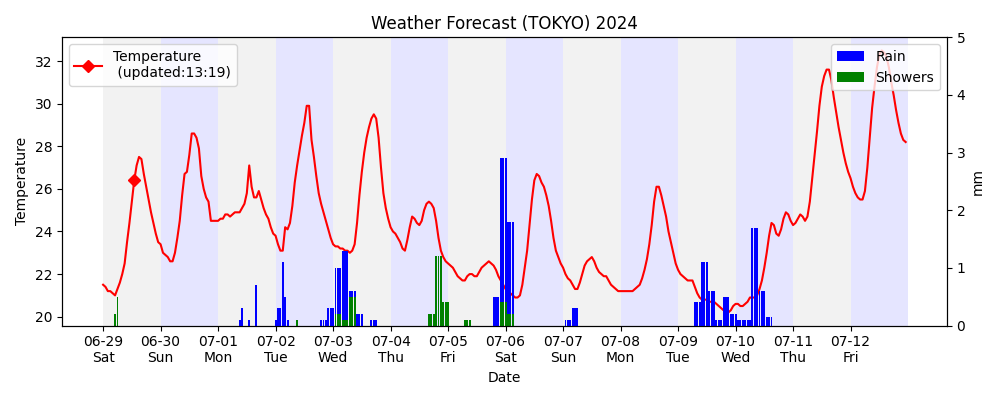 Weather Forecast (TOKYO) 2024
Temperature
(updated:13:19)
Rain
Showers
Temperature
32
30
28
26
24
22
20
5
4
3
2
1
0
mm
06-29 06-30 07-01 07-02 07-03 07-04 07-05 07-06 07-07 07-08 07-09 07-10 07-11 07-12
Sat Sun Mon Tue Wed Thu Fri Sat Sun Mon Tue Wed Thu Fri
Date